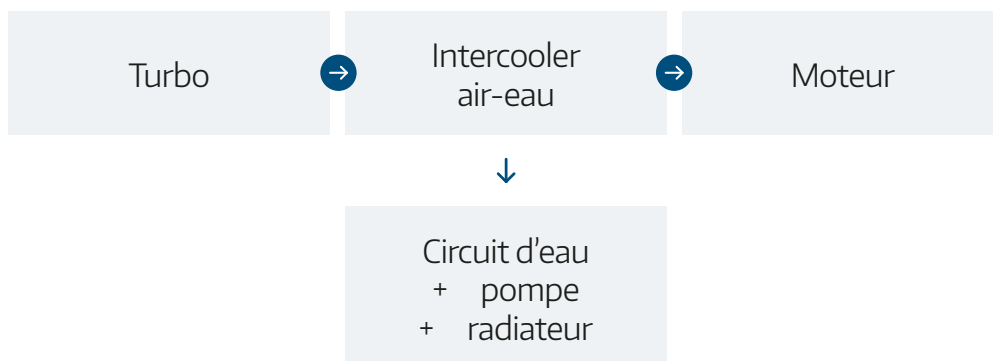 Turbo
Intercooler
air-eau
Moteur
Circuit d’eau
+ pompe
+ radiateur